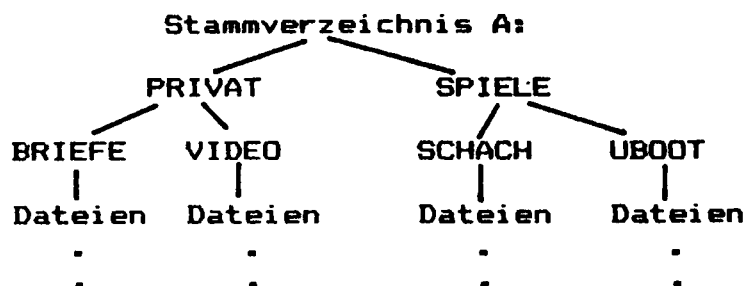 Stammverzeichnis A:
PRIVAT SPIELE
BRIEFE VIDEO SCHACH UBOOT
Dateien Dateien Dateien Dateien
. . . .
. . . .